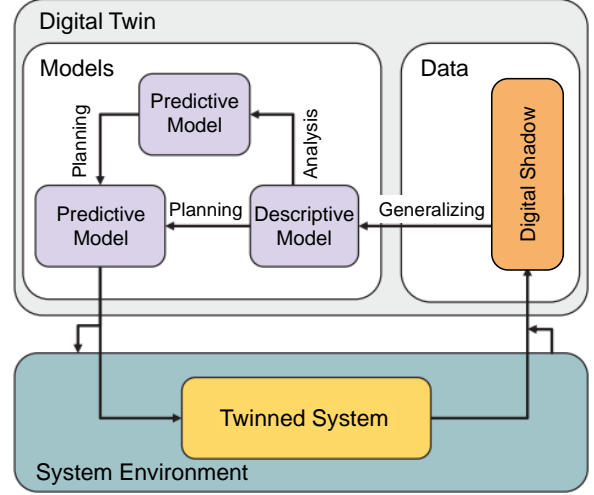 Digital Twin
Models
Data
Predictive
Model
Planning
Analysis
Digital Shadow
Predictive
Model
Planning
Descriptive
Model
Generalizing
Twinned System
System Environment